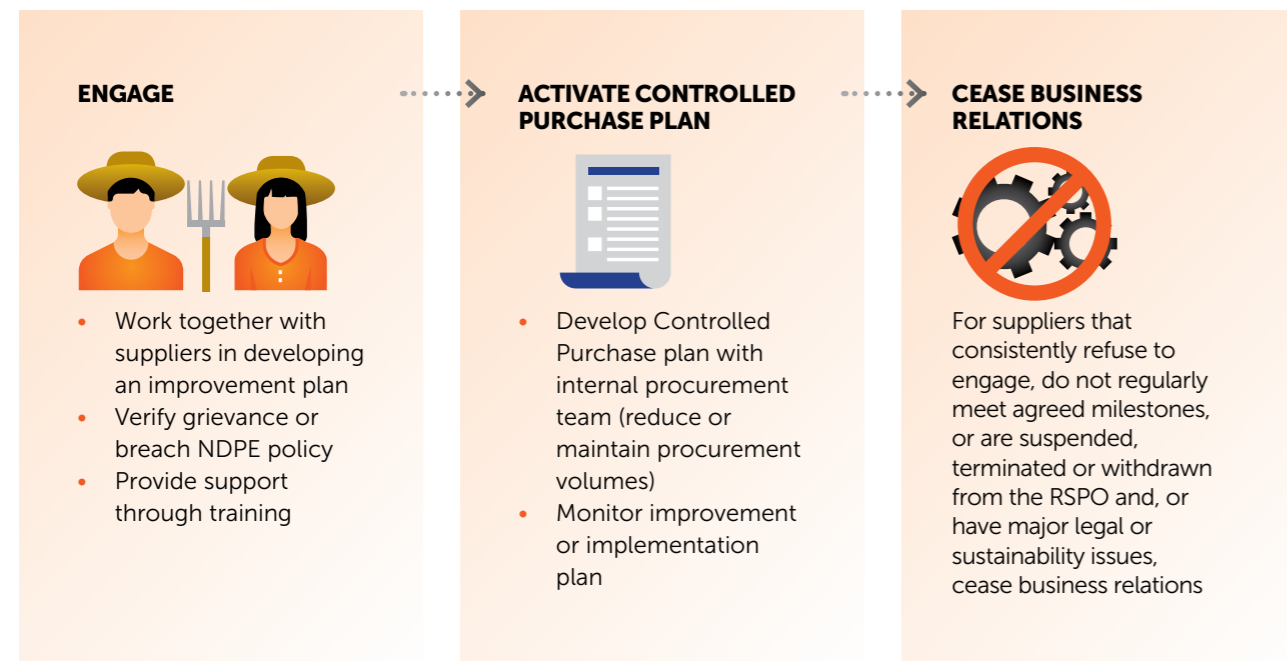 ENGAGE
• Work together with
suppliers in developing
an improvement plan
• Verify grievance or
breach NDPE policy
• Provide support
through training
ACTIVATE CONTROLLED
PURCHASE PLAN
• Develop Controlled
Purchase plan with
internal procurement
team (reduce or
maintain procurement
volumes)
• Monitor improvement
or implementation
plan
CEASE BUSINESS
RELATIONS
For suppliers that
consistently refuse to
engage, do not regularly
meet agreed milestones,
or are suspended,
terminated or withdrawn
from the RSPO and, or
have major legal or
sustainability issues,
cease business relations